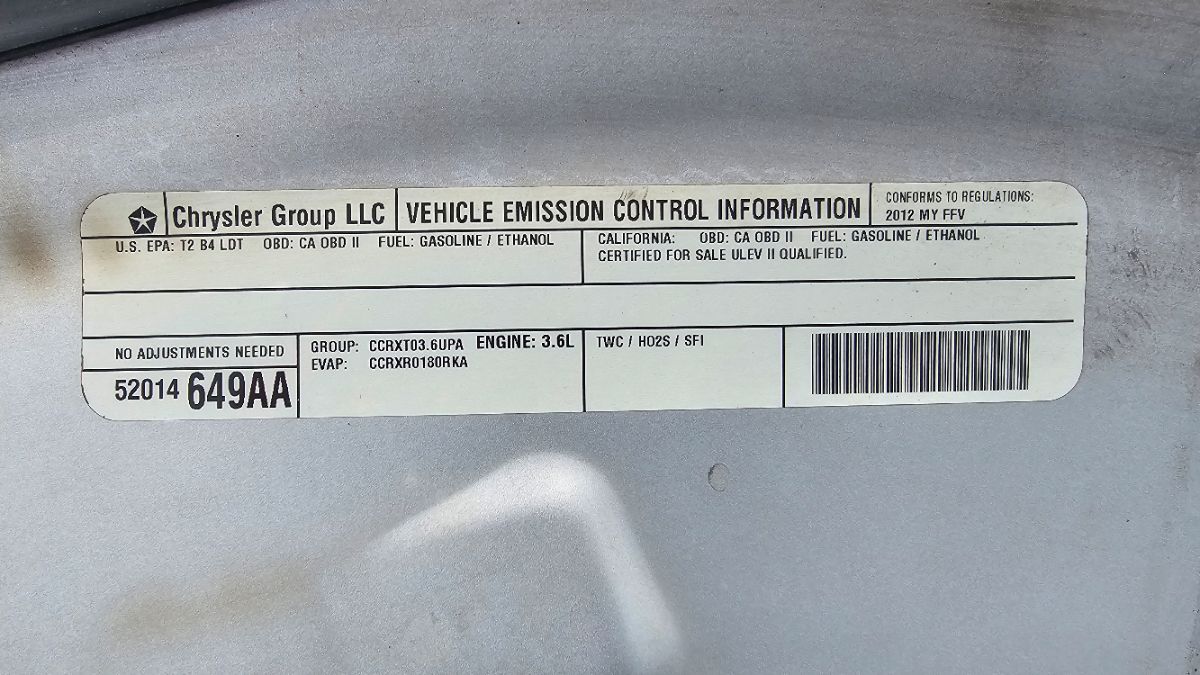 Chrysler Group LLC
VEHICLE EMISSION CONTROL INFORMATION
CONFORMS TO REGULATIONS:
2012 MY FFV
U.S. EPA: T2 B4 LDT OBD: CA OBD II FUEL: GASOLINE / ETHANOL
CALIFORNIA: OBD: CA OBD II FUEL: GASOLINE / ETHANOL
CERTIFIED FOR SALE ULEV II QUALIFIED.
NO ADJUSTMENTS NEEDED
52014 649AA
GROUP: CCRXT03.6UPA ENGINE: 3.6L
EVAP: CCRXR0180RKA
TWC / HO2S / SFI